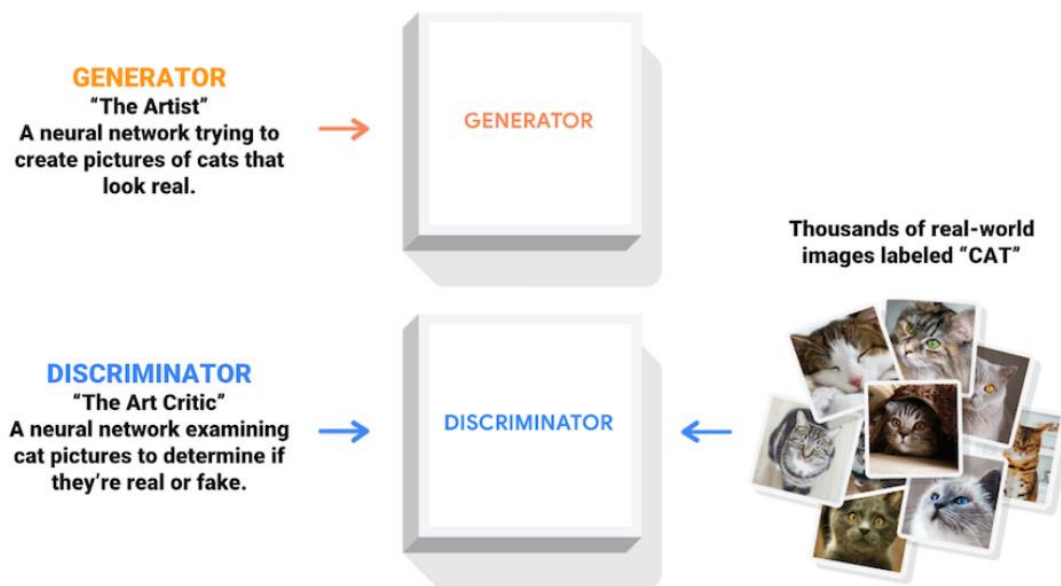 GENERATOR
“The Artist”
A neural network trying to
create pictures of cats that
look real.
GENERATOR
Thousands of real-world
images labeled “CAT”
DISCRIMINATOR
“The Art Critic”
A neural network examining
cat pictures to determine if
they’re real or fake.
DISCRIMINATOR